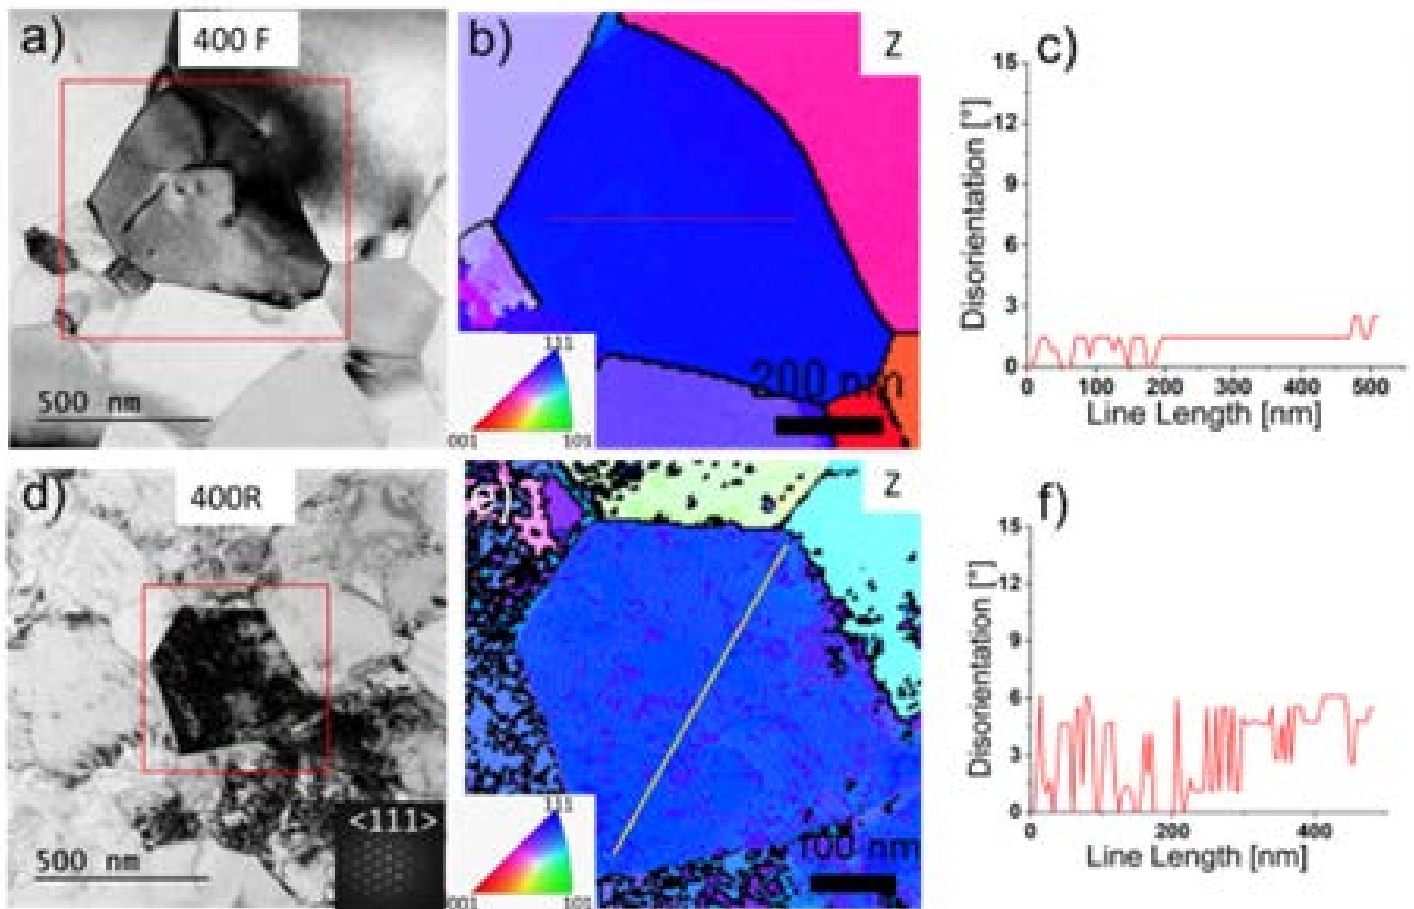 a)
400 F
500 nm
b)
Z
111
001
101
200 nm
c)
Disorientation [°]
15
12
9
6
3
0
0 100 200 300 400 500
Line Length [nm]
d)
400R
<111>
500 nm
Z
111
001
101
100 nm
f)
Disorientation [°]
15
12
9
6
3
0
0 200 400
Line Length [nm]